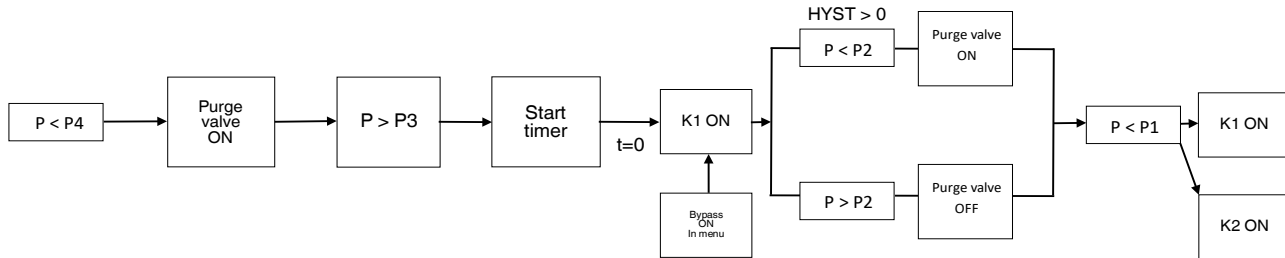 P < P4
Purge
valve
ON
P > P3
Start
timer
t=0
K1 ON
Bypass
ON
In menu
HYST > 0
P < P2
Purge valve
ON
P > P2
Purge valve
OFF
P < P1
K1 ON
K2 ON